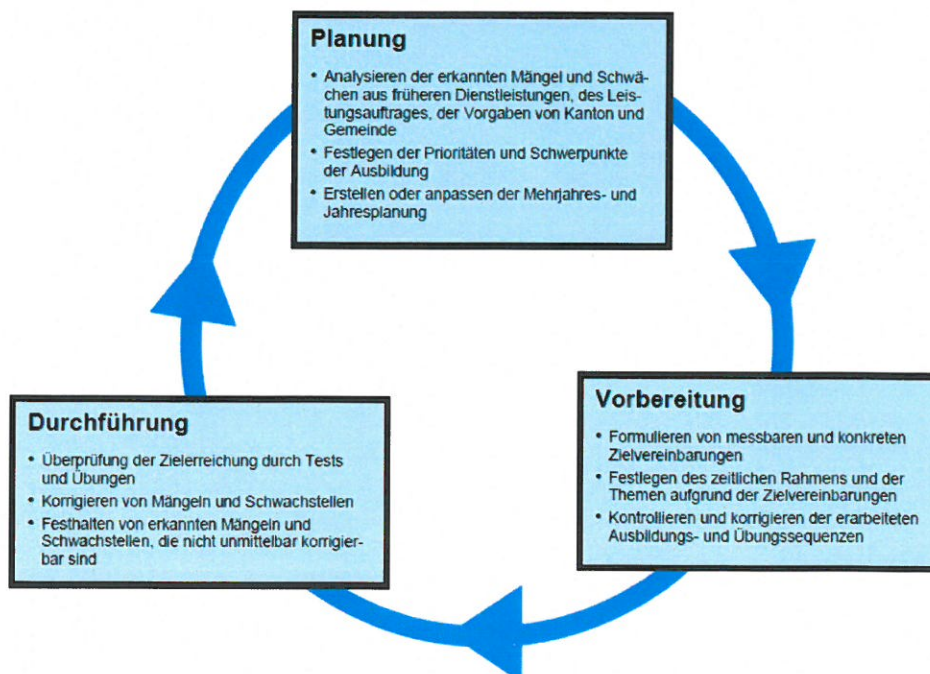 Planung
• Analysieren der erkannten Mängel und Schwä-
chen aus früheren Dienstleistungen, des Leis-
tungsauftrages, der Vorgaben von Kanton und
Gemeinde
• Festlegen der Prioritäten und Schwerpunkte
der Ausbildung
• Erstellen oder anpassen der Mehrjahres- und
Jahresplanung
Vorbereitung
• Formulieren von messbaren und konkreten
Zielvereinbarungen
• Festlegen des zeitlichen Rahmens und der
Themen aufgrund der Zielvereinbarungen
• Kontrollieren und korrigieren der erarbeiteten
Ausbildungs- und Übungssequenzen
Durchführung
• Überprüfung der Zielerreichung durch Tests
und Übungen
• Korrigieren von Mängeln und Schwachstellen
• Festhalten von erkannten Mängeln und
Schwachstellen, die nicht unmittelbar korrigier-
bar sind